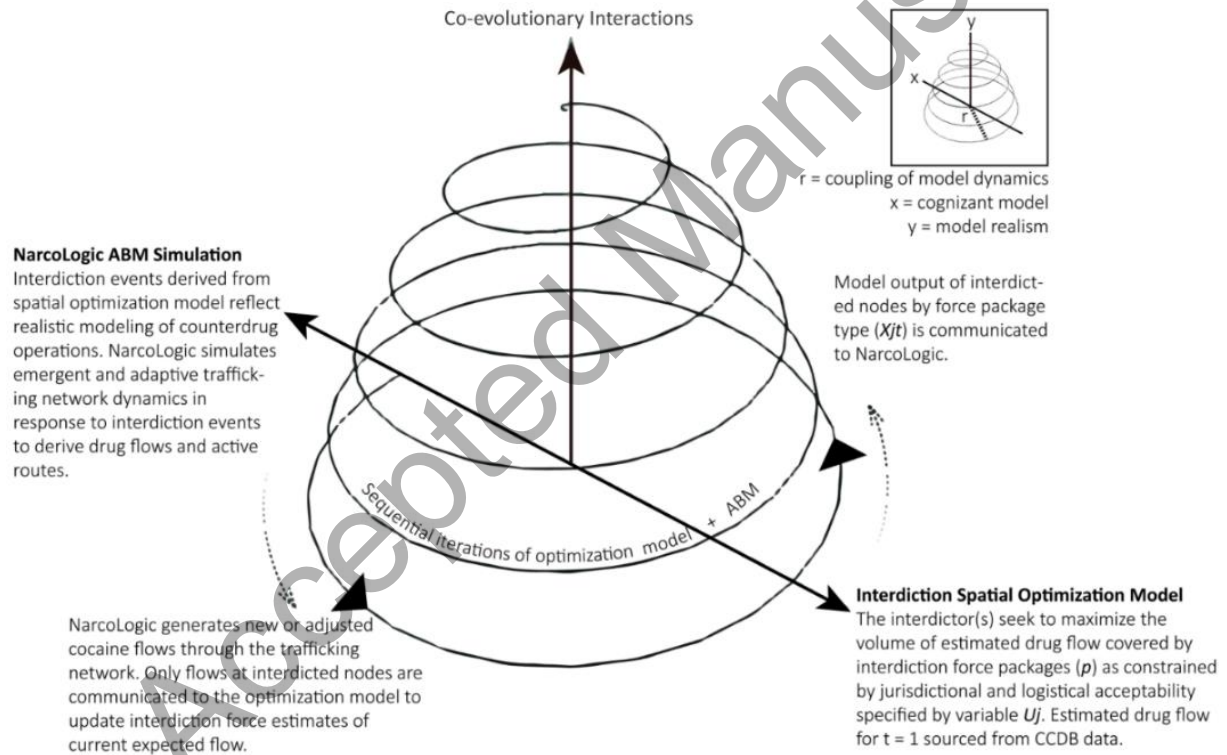 Co-evolutionary Interactions
y
x
r
r = coupling of model dynamics
x = cognizant model
y = model realism
NarcoLogic ABM Simulation
Interdiction events derived from
spatial optimization model reflect
realistic modeling of counterdrug
operations. NarcoLogic simulates
emergent and adaptive traffick-
ing network dynamics in
response to interdiction events
to derive drug flows and active
routes.
Model output of interdict-
ed nodes by force package
type (Xjt) is communicated
to NarcoLogic.
Sequential iterations of optimization model + ABM
NarcoLogic generates new or adjusted
cocaine flows through the trafficking
network. Only flows at interdicted nodes are
communicated to the optimization model to
update interdiction force estimates of
current expected flow.
Interdiction Spatial Optimization Model
The interdictor(s) seek to maximize the
volume of estimated drug flow covered by
interdiction force packages (p) as constrained
by jurisdictional and logistical acceptability
specified by variable Uj. Estimated drug flow
for t = 1 sourced from CCDB data.
Accepted Manus